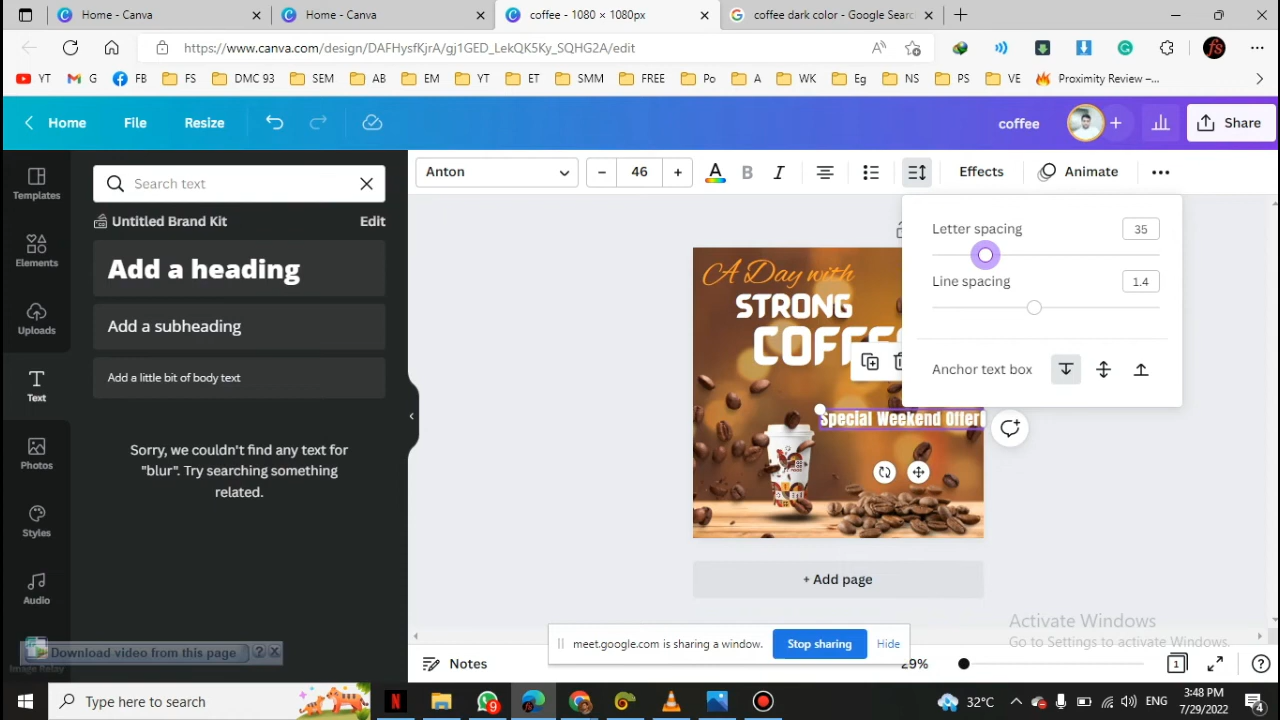 Home - Canva
Home - Canva
coffee - 1080 × 1080px
coffee dark color - Google Searc
https://www.canva.com/design/DAFHysfKjrA/gj1GED_LekQK5Ky_SQHG2A/edit
YT G FB FS DMC 93 SEM AB EM YT ET SMM FREE Po A WK Eg NS PS VE Proximity Review –...
Home File Resize coffee Share
Anton 46 A B I Effects Animate
Templates
Elements
Uploads
Text
Photos
Styles
Audio
Search text
Untitled Brand Kit Edit
Add a heading
Add a subheading
Add a little bit of body text
Sorry, we couldn't find any text for
"blur". Try searching something
related.
Letter spacing 35
Line spacing 1.4
Anchor text box
A Day with
STRONG
Special Weekend Offer!
+ Add page
Activate Windows
Go to Settings to activate Windows.
meet.google.com is sharing a window. Stop sharing Hide
Download video from this page ? X
Notes 29% 1
Type here to search
9
32°C ENG 3:48 PM
7/29/2022
4